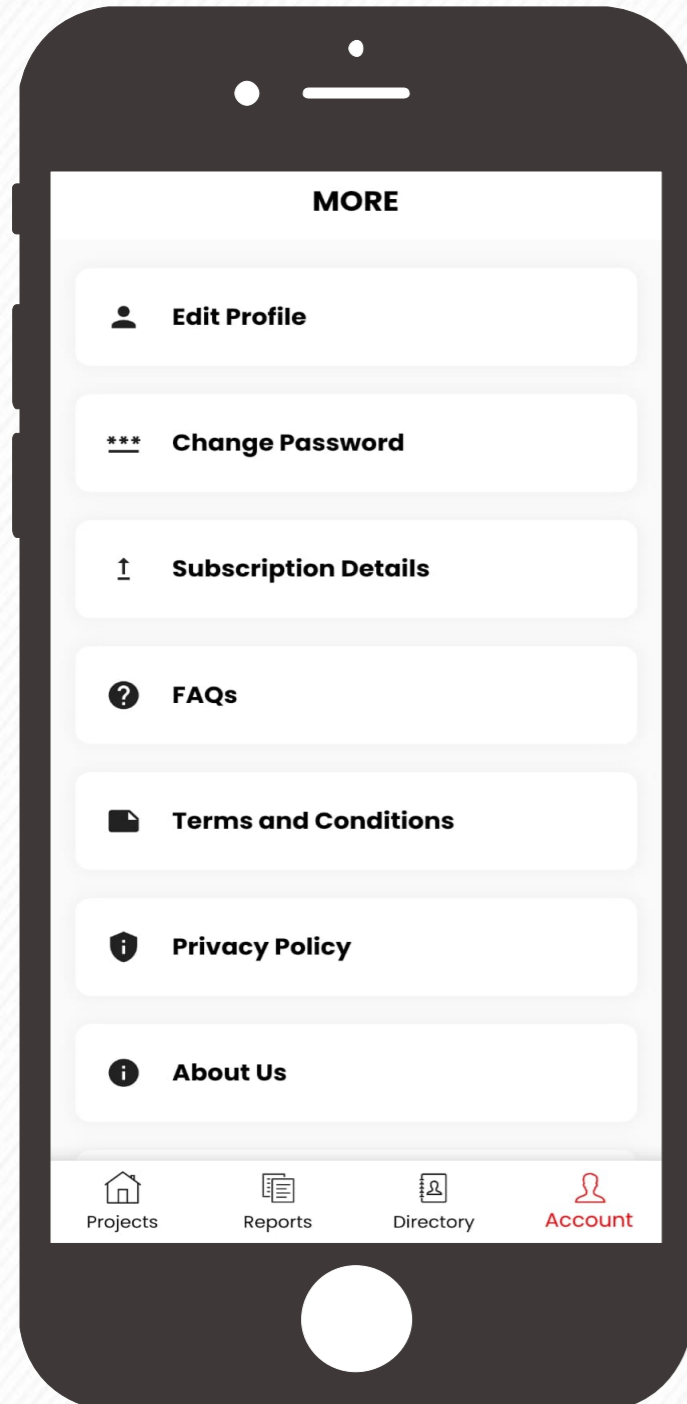 MORE
Edit Profile
Change Password
Subscription Details
FAQs
Terms and Conditions
Privacy Policy
About Us
Projects
Reports
Directory
Account